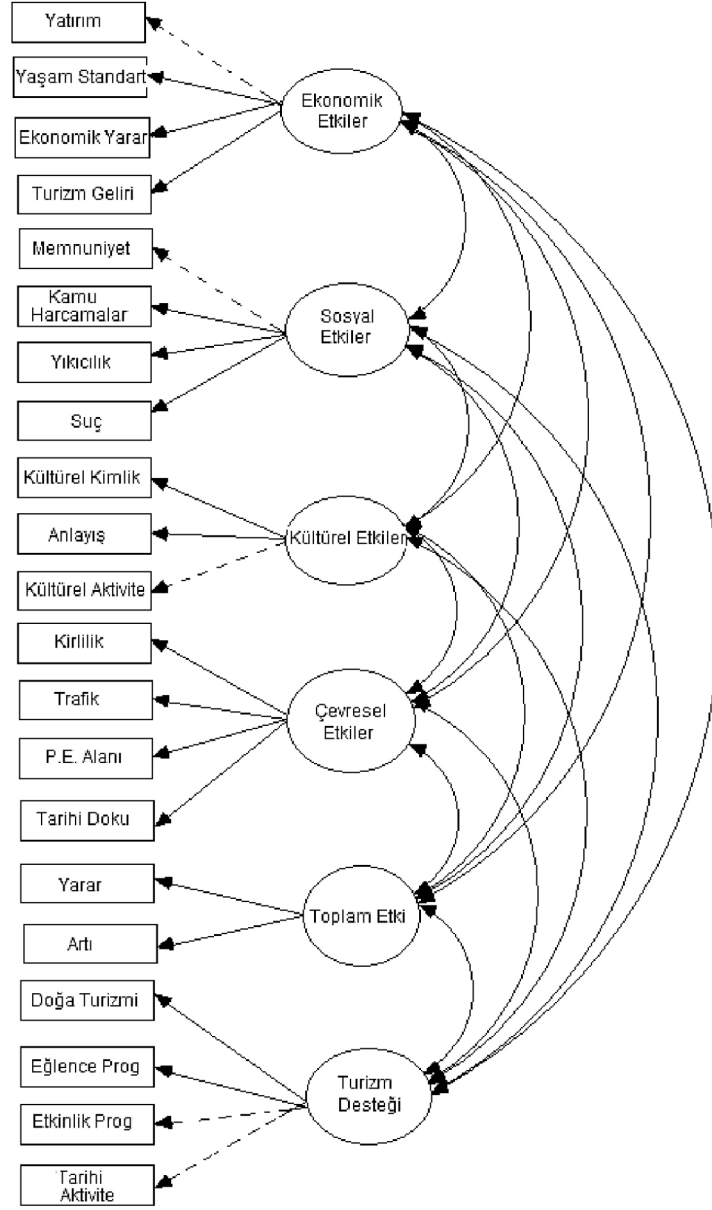 Yatırım
Yaşam Standart
Ekonomik Yarar
Turizm Geliri
Memnuniyet
Kamu
Harcamalar
Yıkıcılık
Suç
Kültürel Kimlik
Anlayış
Kültürel Aktivite
Kirlilik
Trafik
P.E. Alanı
Tarihi Doku
Yarar
Artı
Doğa Turizmi
Eğlence Prog
Etkinlik Prog
Tarihi
Aktivite
Ekonomik
Etkiler
Sosyal
Etkiler
Kültürel Etkiler
Çevresel
Etkiler
Toplam Etki
Turizm
Desteği